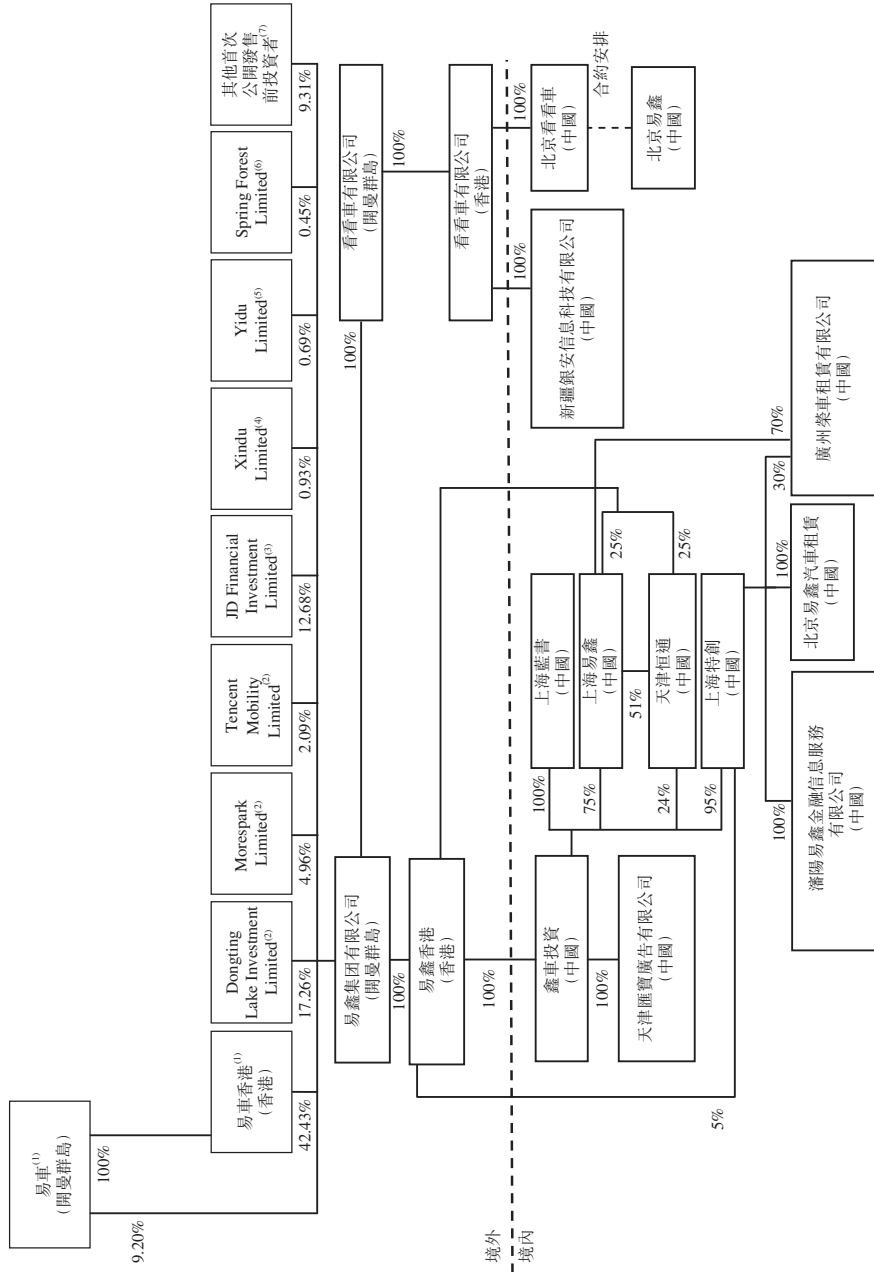 易車(1)
(開曼群島)
9.20%
100%
易車香港(1)
(香港)
Dongting
Lake Investment
Limited(2)
Morespark
Limited(2)
Tencent
Mobility
Limited(2)
JD Financial
Investment
Limited(3)
Xindu
Limited(4)
Yidu
Limited(5)
Spring Forest
Limited(6)
其他首次
公開發售
前投資者(7)
42.43%
17.26%
4.96%
2.09%
12.68%
0.93%
0.69%
0.45%
9.31%
易鑫集团有限公司
(開曼群島)
100%
看看車有限公司
(開曼群島)
100%
100%
易鑫香港
(香港)
看看車有限公司
(香港)
100%
100%
100%
境外
境內
鑫車投資
(中國)
100%
天津匯寶廣告有限公司
(中國)
5%
100%
75%
24%
95%
上海藍書
(中國)
上海易鑫
(中國)
51%
天津恒通
(中國)
上海特創
(中國)
25%
25%
新疆銀安信息科技有限公司
(中國)
北京看看車
(中國)
合約安排
北京易鑫
(中國)
100%
100%
30%
70%
瀋陽易鑫金融信息服務
有限公司
(中國)
北京易鑫汽車租賃
(中國)
廣州榮車租賃有限公司
(中國)